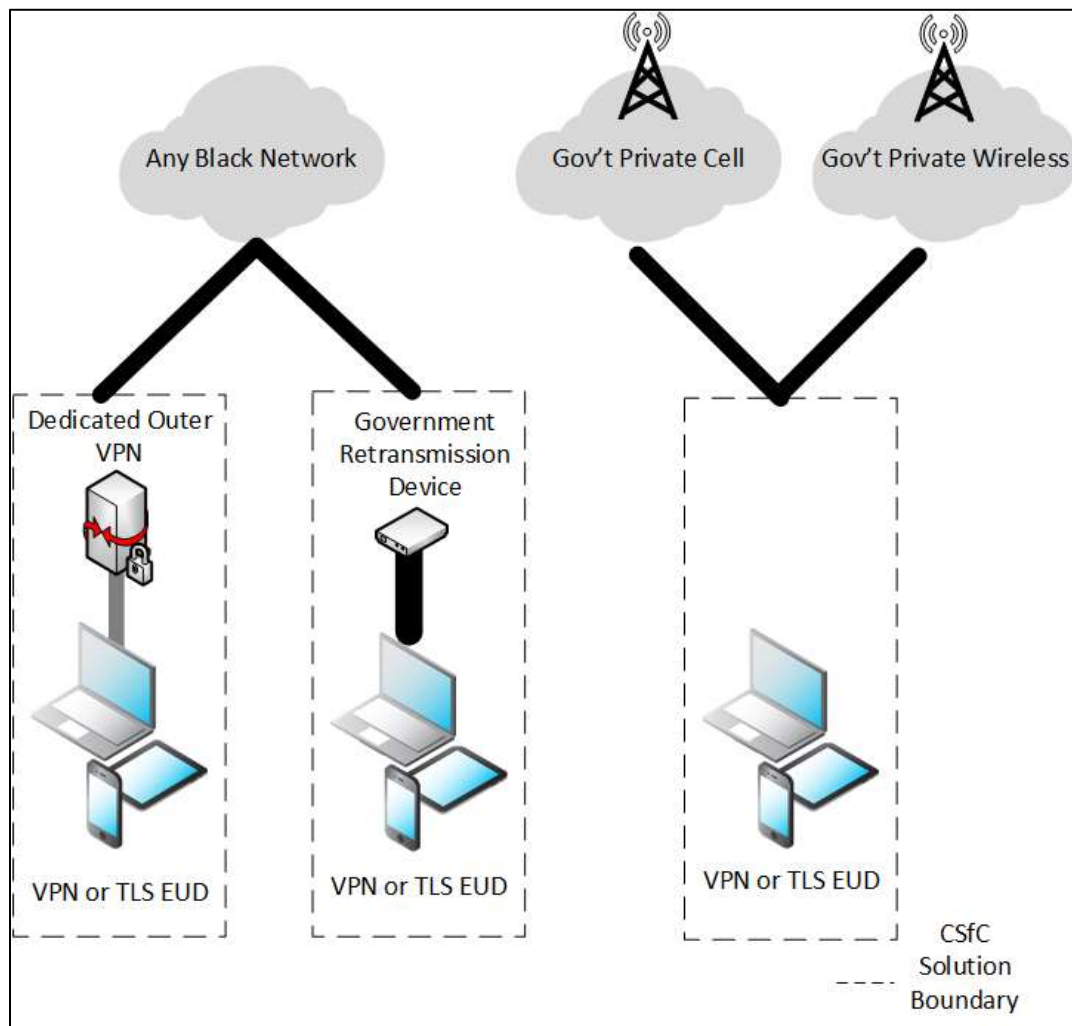 Any Black Network
Gov't Private Cell
Gov't Private Wireless
Dedicated Outer
VPN
Government
Retransmission
Device
VPN or TLS EUD
VPN or TLS EUD
VPN or TLS EUD
CSfC
Solution
Boundary